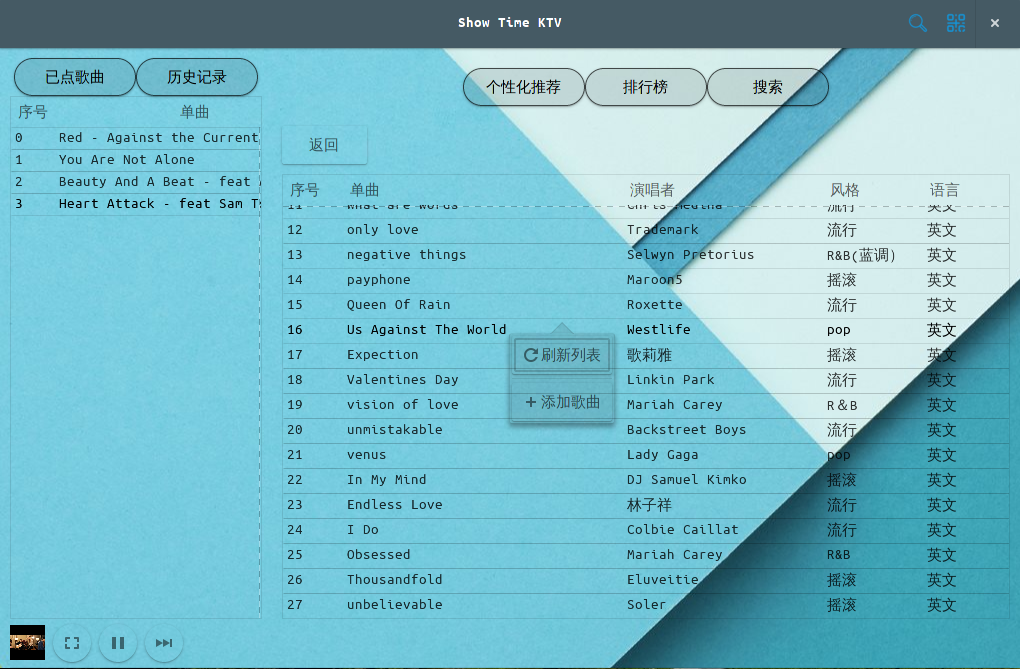 Show Time KTV
已点歌曲 历史记录
个性化推荐 排行榜 搜索
序号 单曲
0 Red - Against the Current
1 You Are Not Alone
2 Beauty And A Beat - feat
3 Heart Attack - feat Sam Ts
返回
序号 单曲 演唱者 风格 语言
11 what are words Chris Medina 流行 英文
12 only love Trademark 流行 英文
13 negative things Selwyn Pretorius R&B(蓝调) 英文
14 payphone Maroon5 摇滚 英文
15 Queen Of Rain Roxette 流行 英文
16 Us Against The World Westlife pop 英文
17 Expection 歌莉雅 摇滚 英文
18 Valentines Day Linkin Park 流行 英文
19 vision of love Mariah Carey R＆B 英文
20 unmistakable Backstreet Boys 流行 英文
21 venus Lady Gaga pop 英文
22 In My Mind DJ Samuel Kimko 摇滚 英文
23 Endless Love 林子祥 流行 英文
24 I Do Colbie Caillat 流行 英文
25 Obsessed Mariah Carey R&B 英文
26 Thousandfold Eluveitie 摇滚 英文
27 unbelievable Soler 摇滚 英文
刷新列表
+ 添加歌曲